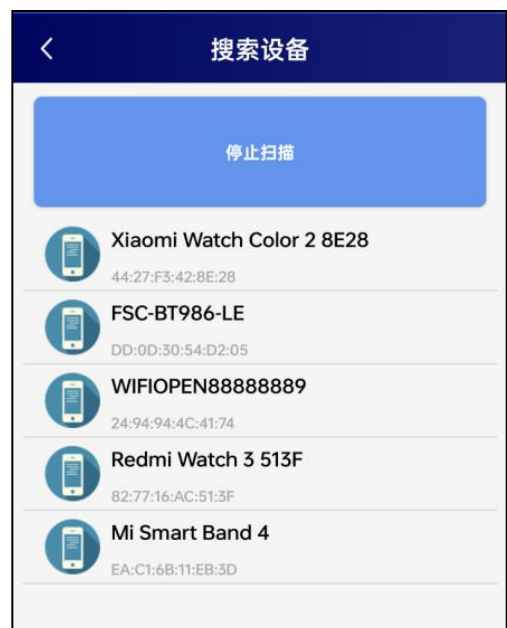 搜索设备
停止扫描
Xiaomi Watch Color 2 8E28
44:27:F3:42:8E:28
FSC-BT986-LE
DD:0D:30:54:D2:05
WIFIOPEN88888889
24:94:94:4C:41:74
Redmi Watch 3 513F
82:77:16:AC:51:3F
Mi Smart Band 4
EA:C1:6B:11:EB:3D